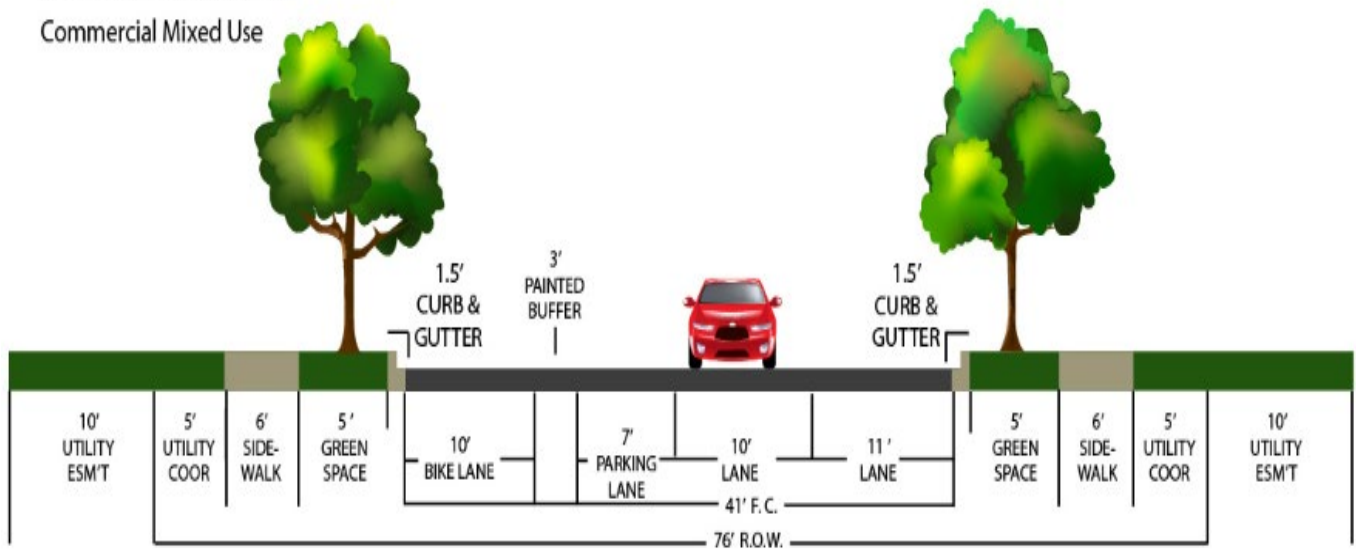 Commercial Mixed Use
1.5'
CURB &
GUTTER
3'
PAINTED
BUFFER
1.5'
CURB &
GUTTER
10'
UTILITY
ESM'T
5'
UTILITY
COOR
6'
SIDE-
WALK
5'
GREEN
SPACE
10'
BIKE LANE
7'
PARKING
LANE
10'
LANE
11'
LANE
5'
GREEN
SPACE
6'
SIDE-
WALK
5'
UTILITY
COOR
10'
UTILITY
ESM'T
41' F.C.
76' R.O.W.